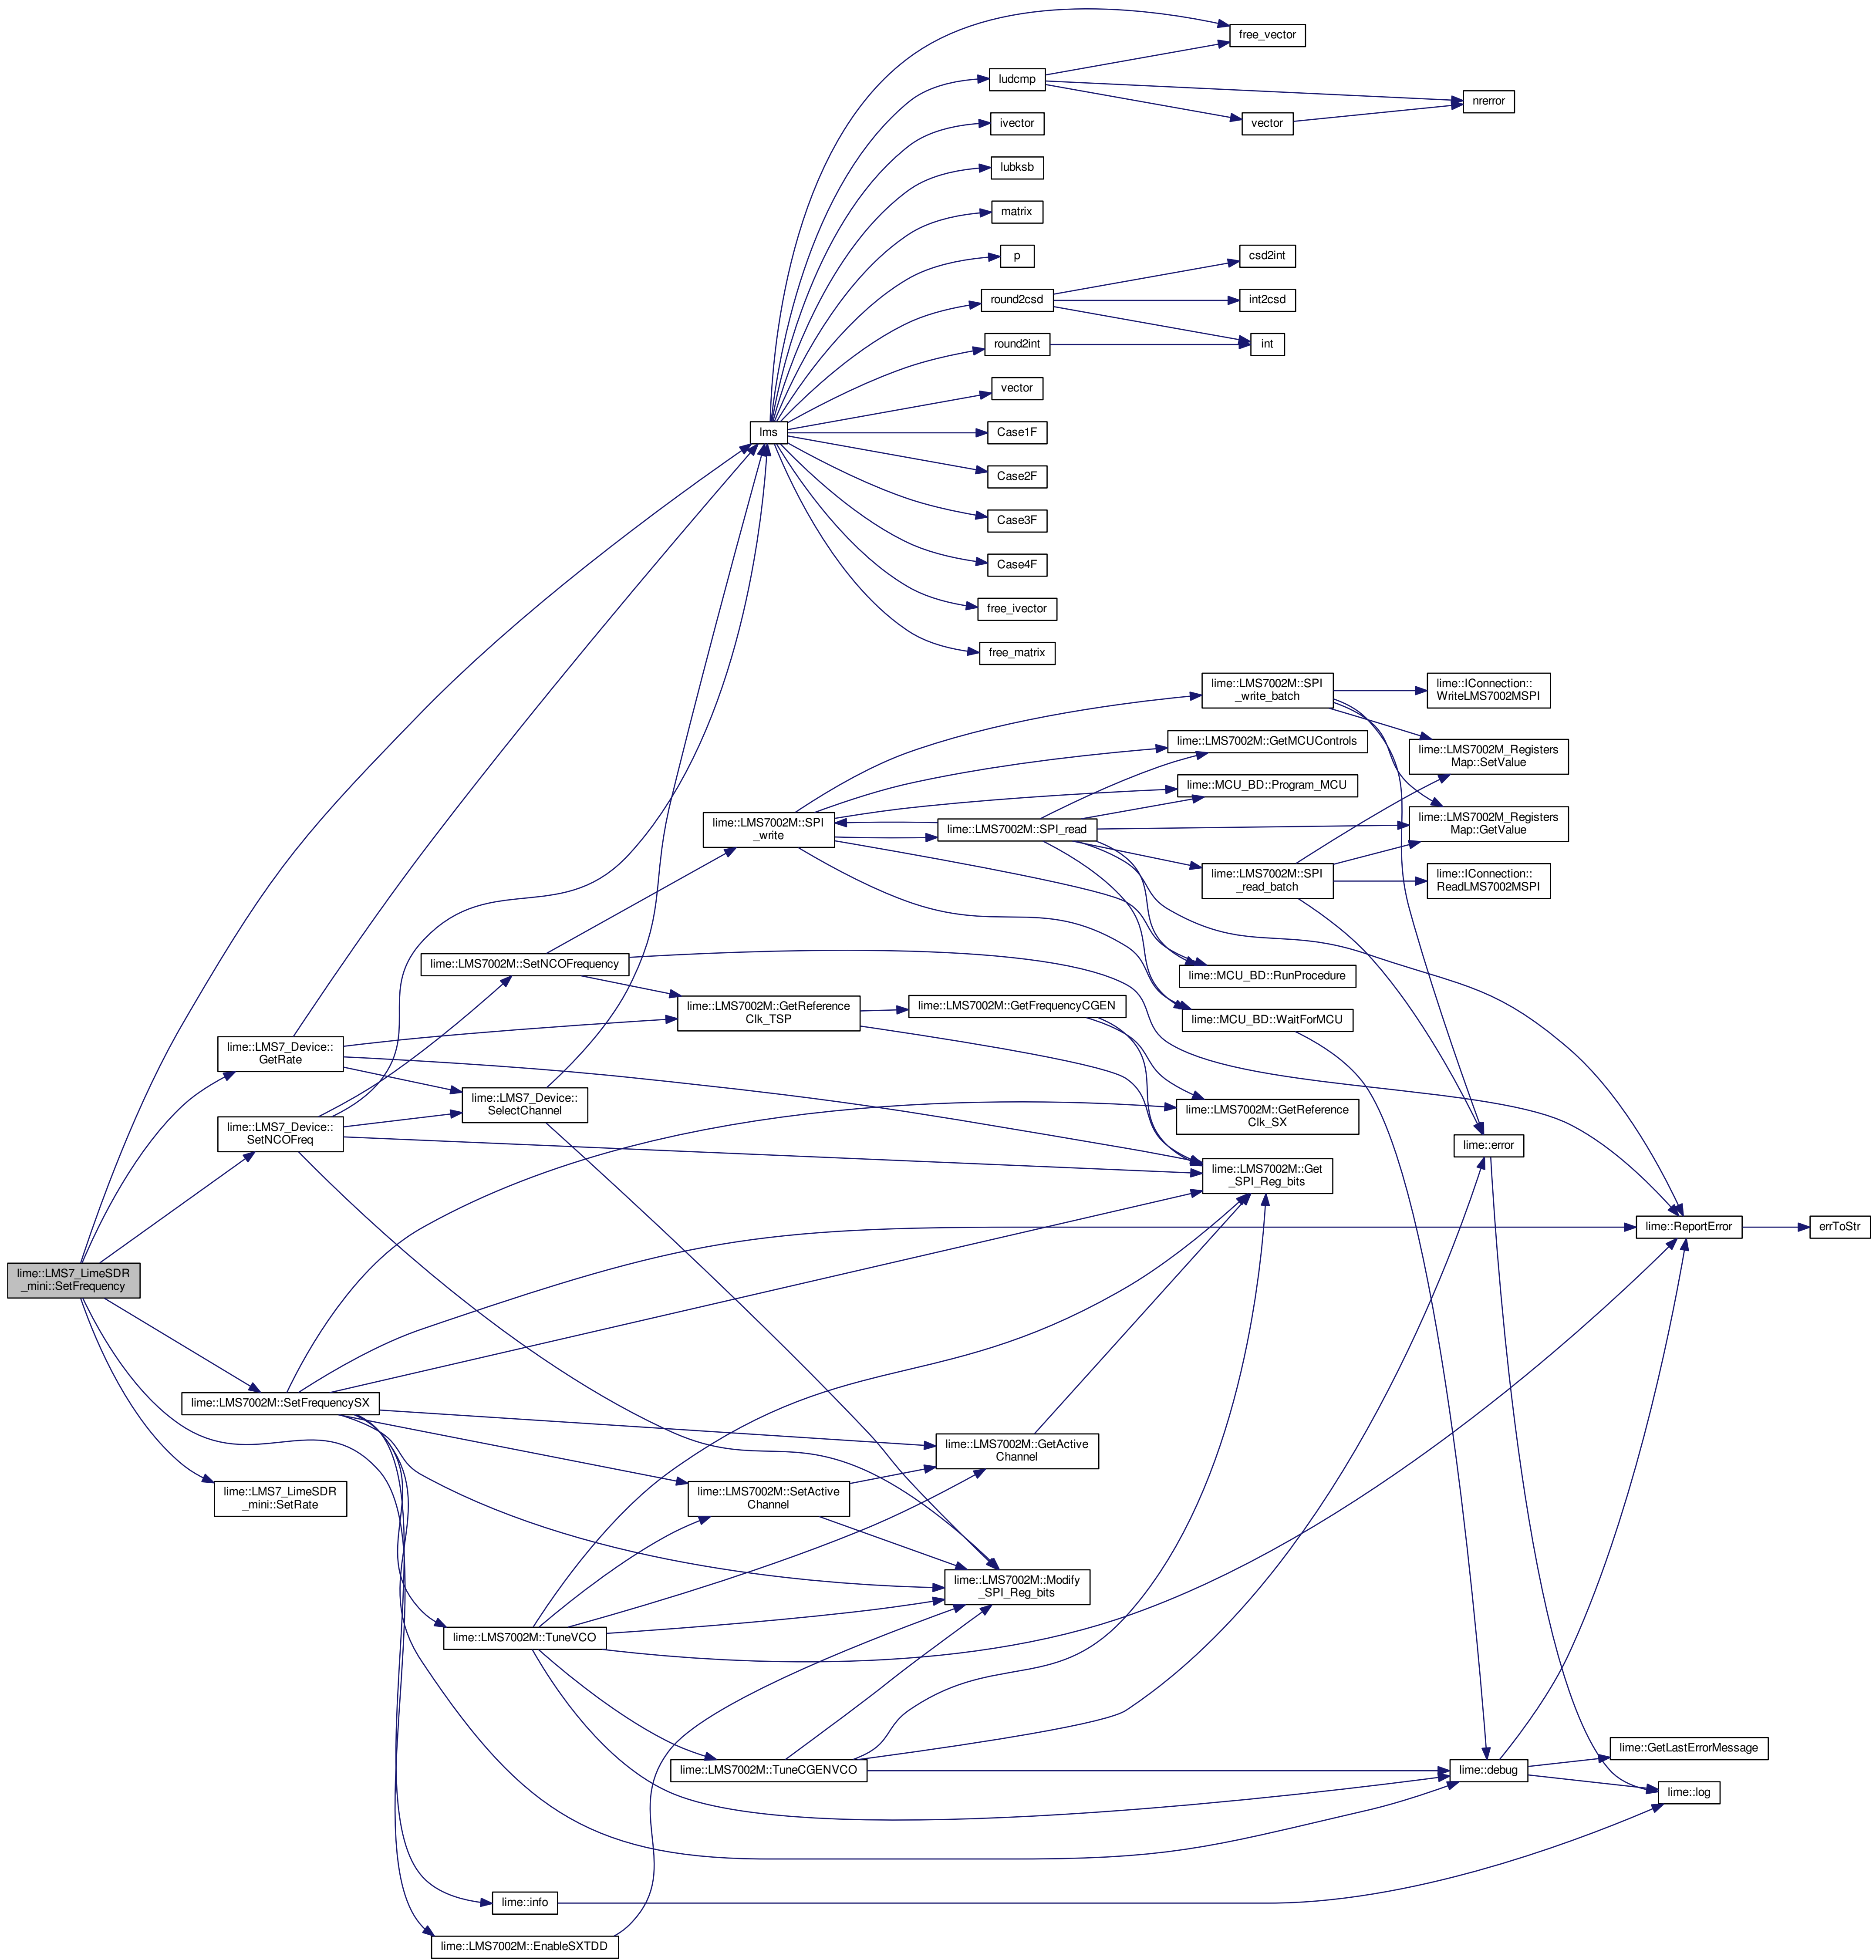 free_vector
ludcmp
nrerror
ivector
vector
lubksb
matrix
p
csd2int
round2csd
int2csd
round2int
int
vector
lms
Case1F
Case2F
Case3F
Case4F
free_ivector
free_matrix
lime::LMS7002M::SPI
_write_batch
lime::IConnection::
WriteLMS7002MSPI
lime::LMS7002M::GetMCUControls
lime::LMS7002M_Registers
Map::SetValue
lime::MCU_BD::Program_MCU
lime::LMS7002M::SPI
_write
lime::LMS7002M::SPI_read
lime::LMS7002M_Registers
Map::GetValue
lime::LMS7002M::SPI
_read_batch
lime::IConnection::
ReadLMS7002MSPI
lime::LMS7002M::SetNCOFrequency
lime::MCU_BD::RunProcedure
lime::LMS7002M::GetReference
Clk_TSP
lime::LMS7002M::GetFrequencyCGEN
lime::MCU_BD::WaitForMCU
lime::LMS7_Device::
GetRate
lime::LMS7_Device::
SelectChannel
lime::LMS7002M::GetReference
Clk_SX
lime::LMS7_Device::
SetNCOFreq
lime::error
lime::LMS7002M::Get
_SPI_Reg_bits
lime::ReportError
errToStr
lime::LMS7_LimeSDR
_mini::SetFrequency
lime::LMS7002M::SetFrequencySX
lime::LMS7002M::GetActive
Channel
lime::LMS7_LimeSDR
_mini::SetRate
lime::LMS7002M::SetActive
Channel
lime::LMS7002M::Modify
_SPI_Reg_bits
lime::LMS7002M::TuneVCO
lime::GetLastErrorMessage
lime::LMS7002M::TuneCGENVCO
lime::debug
lime::log
lime::info
lime::LMS7002M::EnableSXTDD